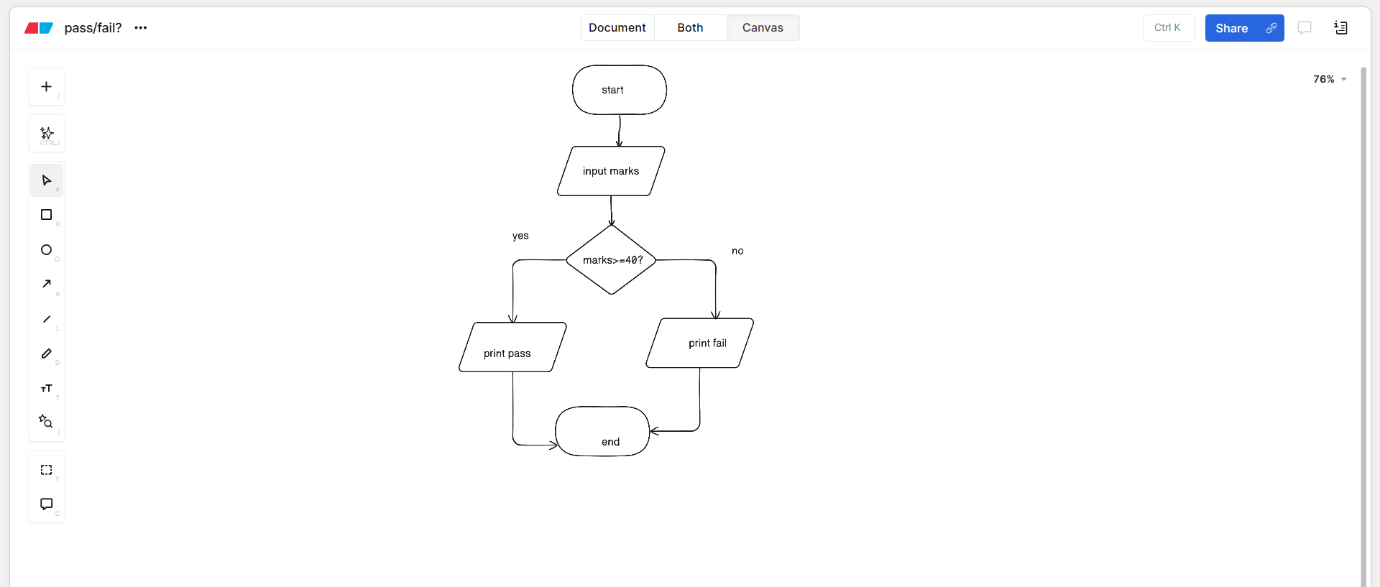 pass/fail? •••
Document Both Canvas
Ctrl K
Share
76%
/
CTRL J
V
R
O
A
L
D
T
I
F
C
start
input marks
yes
no
marks>=40?
print pass
print fail
end